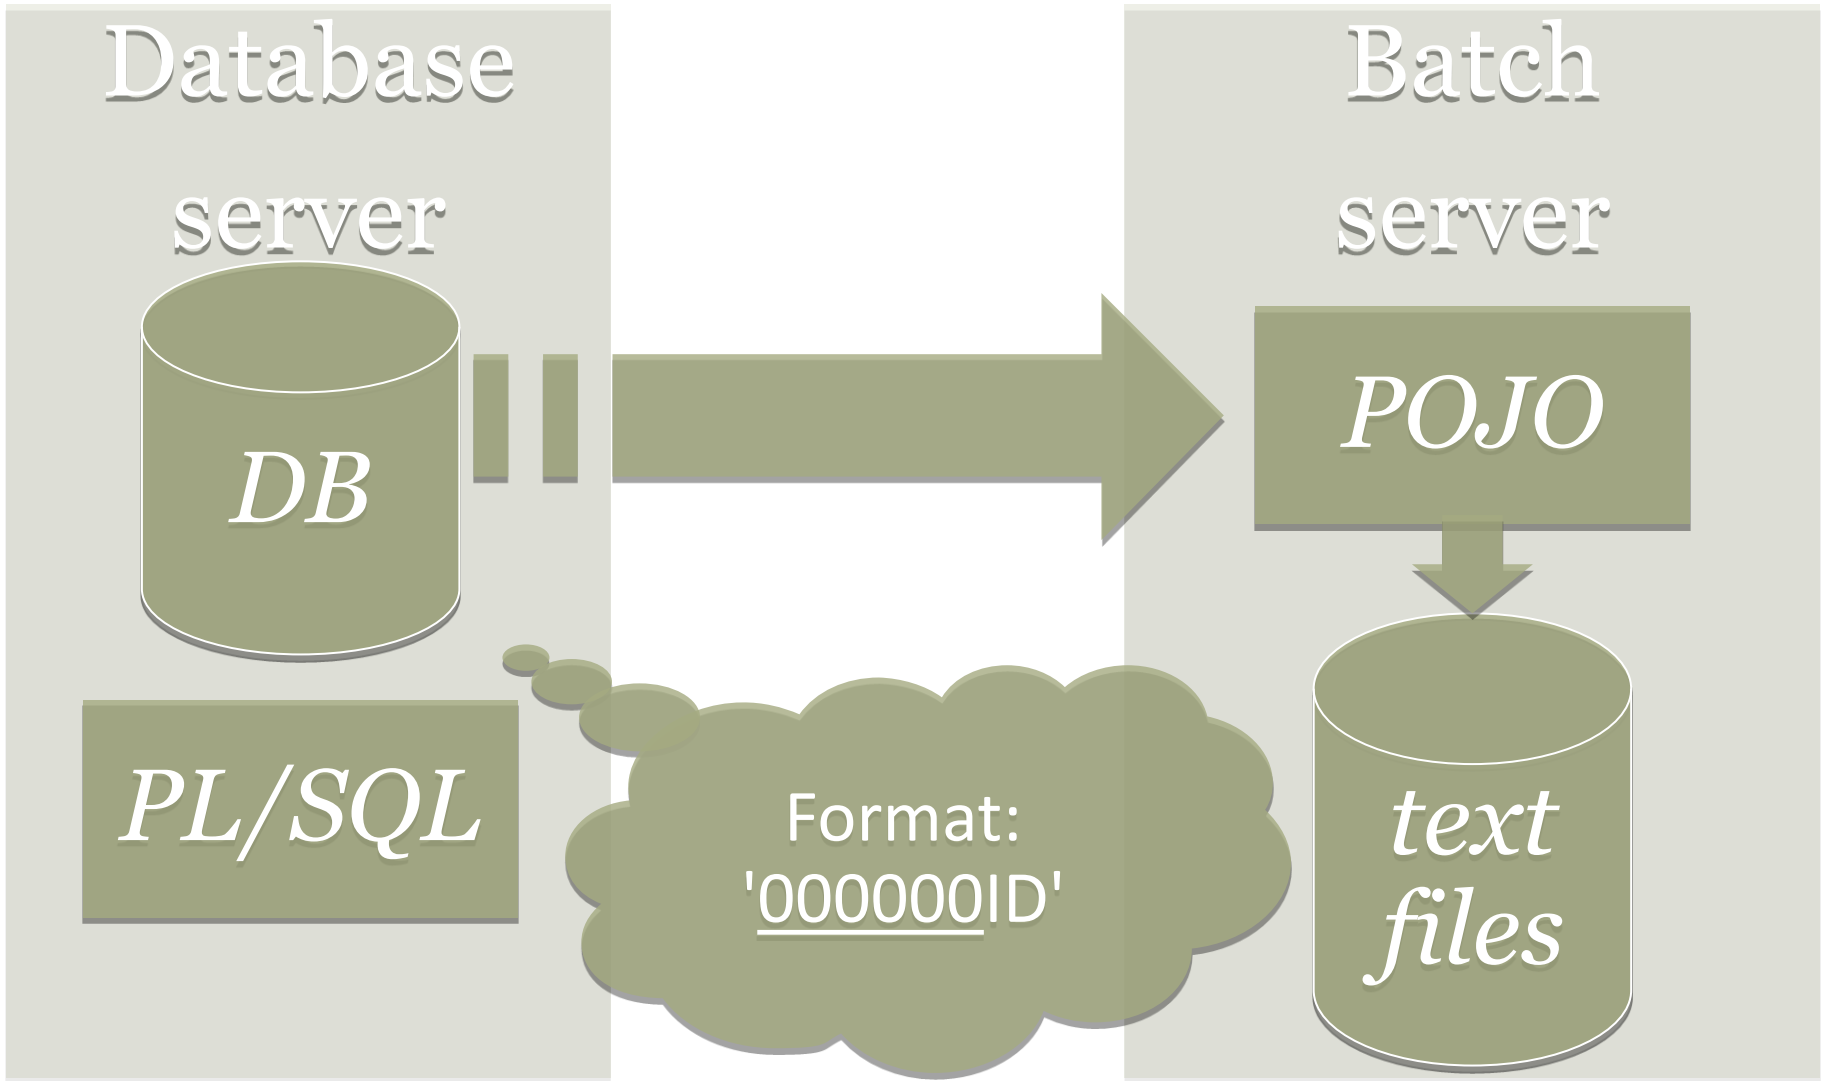 Database
server
DB
PL/SQL
Format:
'000000ID'
Batch
server
POJO
text
files